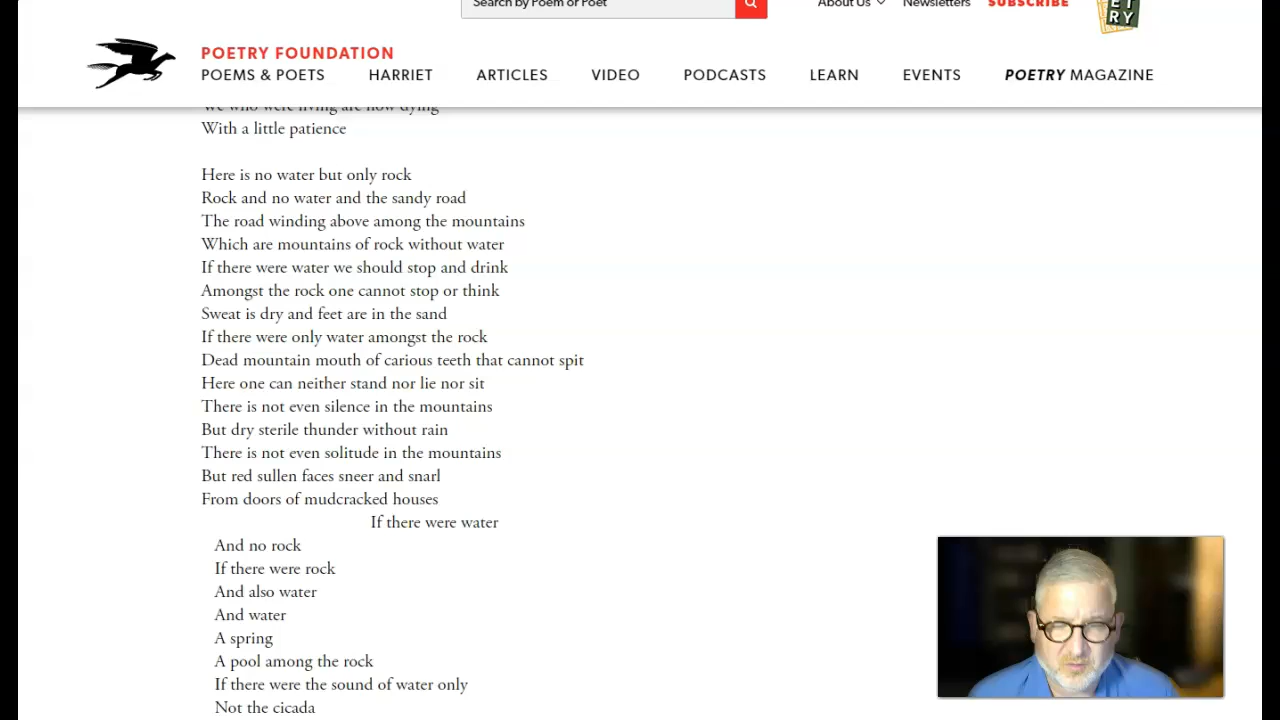 Search by Poem or Poet
About Us
Newsletters
SUBSCRIBE
ET
RY
POETRY FOUNDATION
POEMS & POETS
HARRIET
ARTICLES
VIDEO
PODCASTS
LEARN
EVENTS
POETRY MAGAZINE
We who were living are now dying
With a little patience
Here is no water but only rock
Rock and no water and the sandy road
The road winding above among the mountains
Which are mountains of rock without water
If there were water we should stop and drink
Amongst the rock one cannot stop or think
Sweat is dry and feet are in the sand
If there were only water amongst the rock
Dead mountain mouth of carious teeth that cannot spit
Here one can neither stand nor lie nor sit
There is not even silence in the mountains
But dry sterile thunder without rain
There is not even solitude in the mountains
But red sullen faces sneer and snarl
From doors of mudcracked houses
If there were water
And no rock
If there were rock
And also water
And water
A spring
A pool among the rock
If there were the sound of water only
Not the cicada